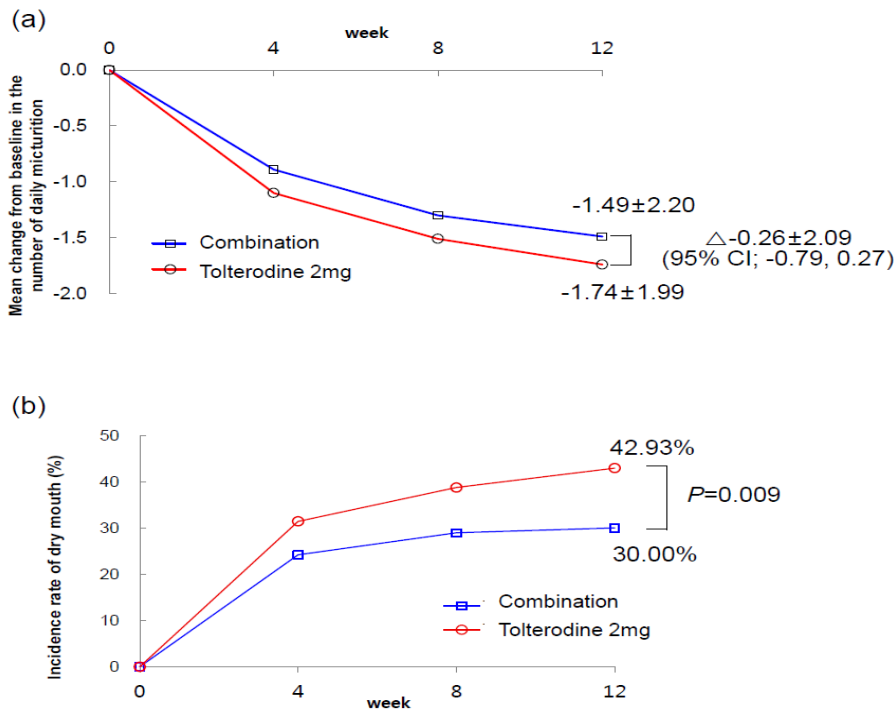 (a)
week
0
4
8
12
Mean change from baseline in the
number of daily micturition
0.0
-0.5
-1.0
-1.5
-2.0
Combination
Tolterodine 2mg
-1.49±2.20
△-0.26±2.09
(95% CI; -0.79, 0.27)
-1.74±1.99
(b)
Incidence rate of dry mouth (%)
50
40
30
20
10
0
42.93%
P=0.009
30.00%
Combination
Tolterodine 2mg
0
4
8
12
week